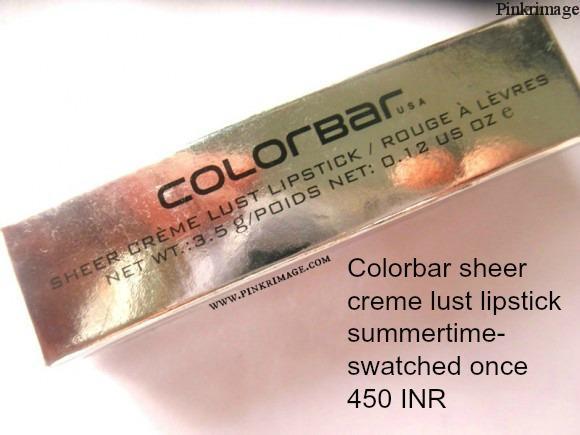 Pinkrimage
COLORBAR USA
SHEER CRÈME LUST LIPSTICK / ROUGE À LÈVRES
NET WT.:3.5 g/POIDS NET: 0.12 US OZ e
WWW.PINKRIMAGE.COM
Colorbar sheer
creme lust lipstick
summertime-
swatched once
450 INR